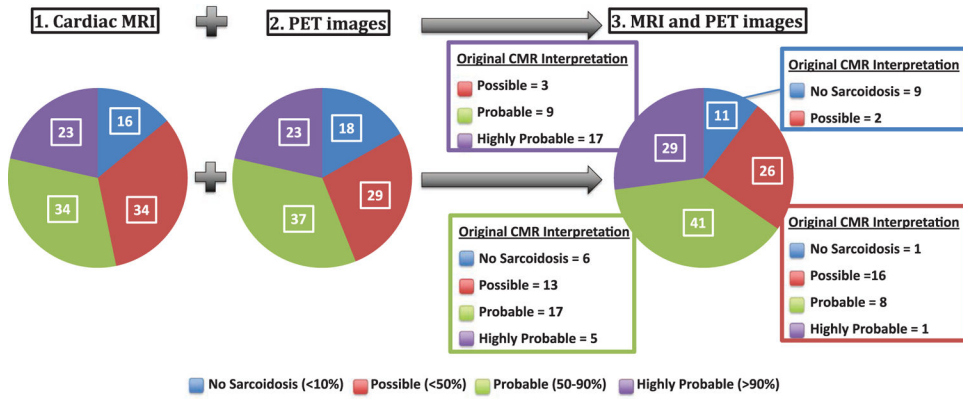 1. Cardiac MRI
2. PET images
3. MRI and PET images
Original CMR Interpretation
Possible = 3
Probable = 9
Highly Probable = 17
Original CMR Interpretation
No Sarcoidosis = 9
Possible = 2
16
34
34
23
18
29
37
23
11
26
41
29
Original CMR Interpretation
No Sarcoidosis = 6
Possible = 13
Probable = 17
Highly Probable = 5
Original CMR Interpretation
No Sarcoidosis = 1
Possible =16
Probable = 8
Highly Probable = 1
No Sarcoidosis (<10%) Possible (<50%) Probable (50-90%) Highly Probable (>90%)